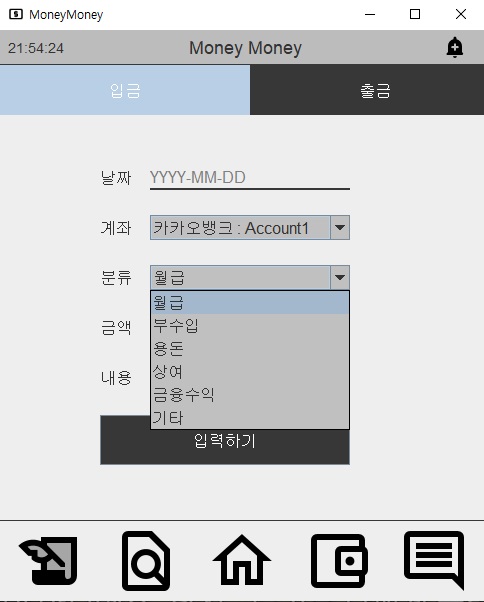 MoneyMoney
21:54:24 Money Money
입금 출금
날짜 YYYY-MM-DD
계좌 카카오뱅크 : Account1
분류 월급
월급
부수입
금액
용돈
상여
내용
금융수익
기타
입력하기